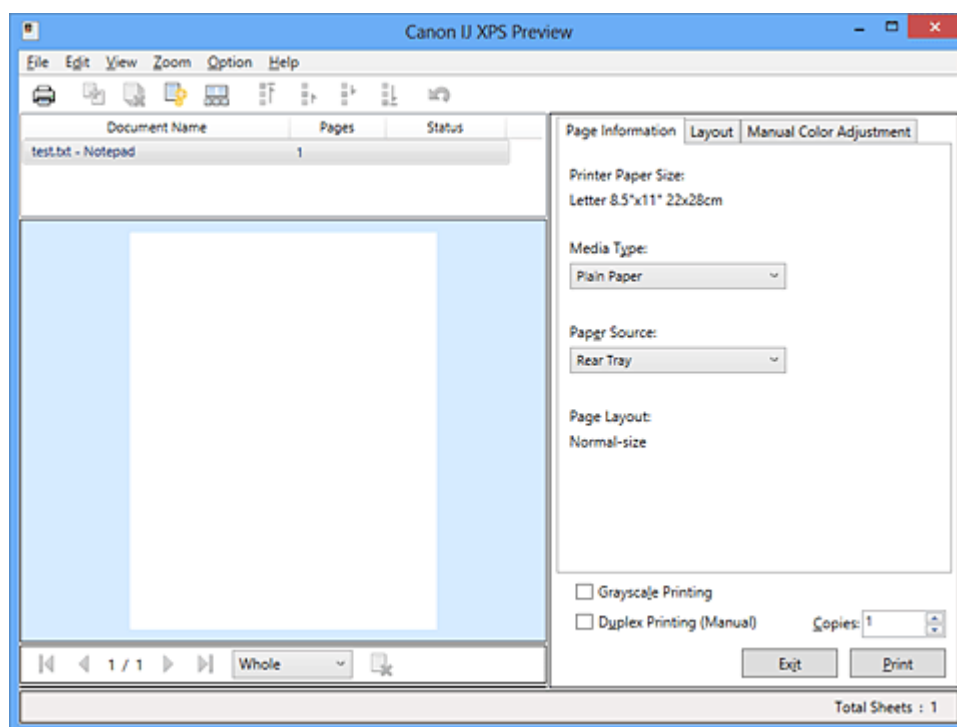 Canon IJ XPS Preview
File Edit View Zoom Option Help
Document Name Pages Status
test.txt - Notepad 1
Page Information Layout Manual Color Adjustment
Printer Paper Size:
Letter 8.5"x11" 22x28cm
Media Type:
Plain Paper
Paper Source:
Rear Tray
Page Layout:
Normal-size
Grayscale Printing
Duplex Printing (Manual) Copies: 1
1 / 1 Whole
Exit Print
Total Sheets : 1